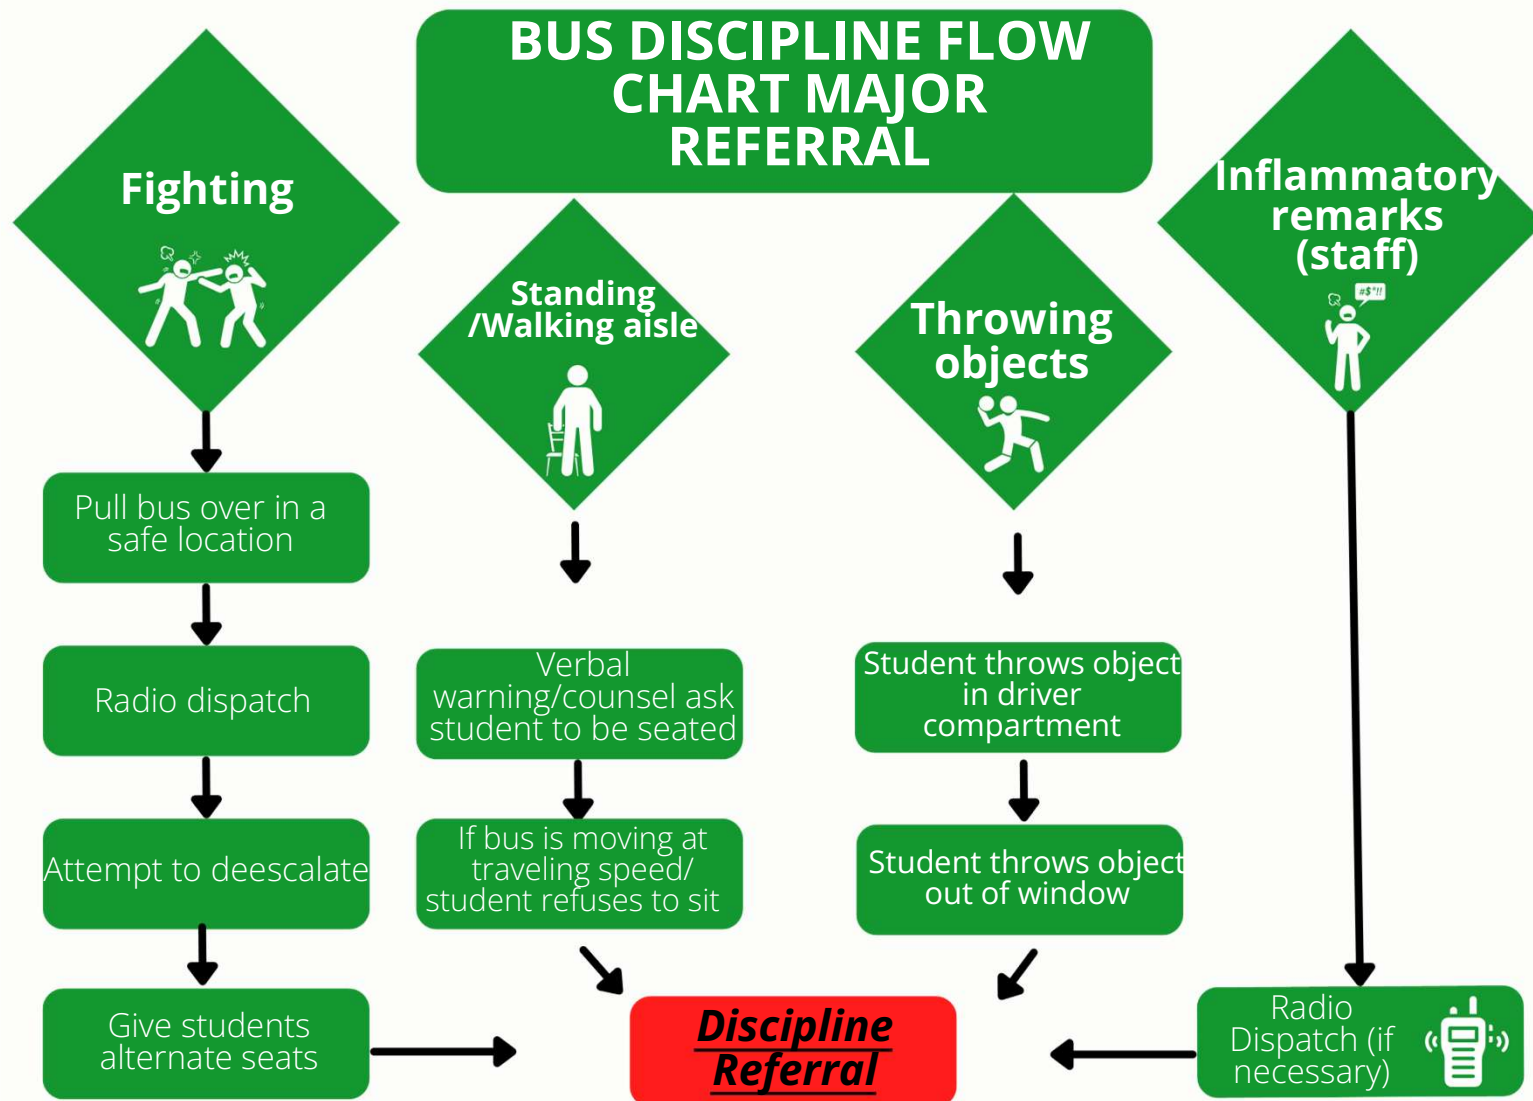 BUS DISCIPLINE FLOW
CHART MAJOR
REFERRAL
Fighting
Pull bus over in a
safe location
Radio dispatch
Attempt to deescalate
Give students
alternate seats
Standing
/Walking aisle
Verbal
warning/counsel ask
student to be seated
If bus is moving at
traveling speed/
student refuses to sit
Throwing
objects
Student throws object
in driver
compartment
Student throws object
out of window
Inflammatory
remarks
(staff)
#$*!!
Radio
Dispatch (if
necessary)
Discipline
Referral